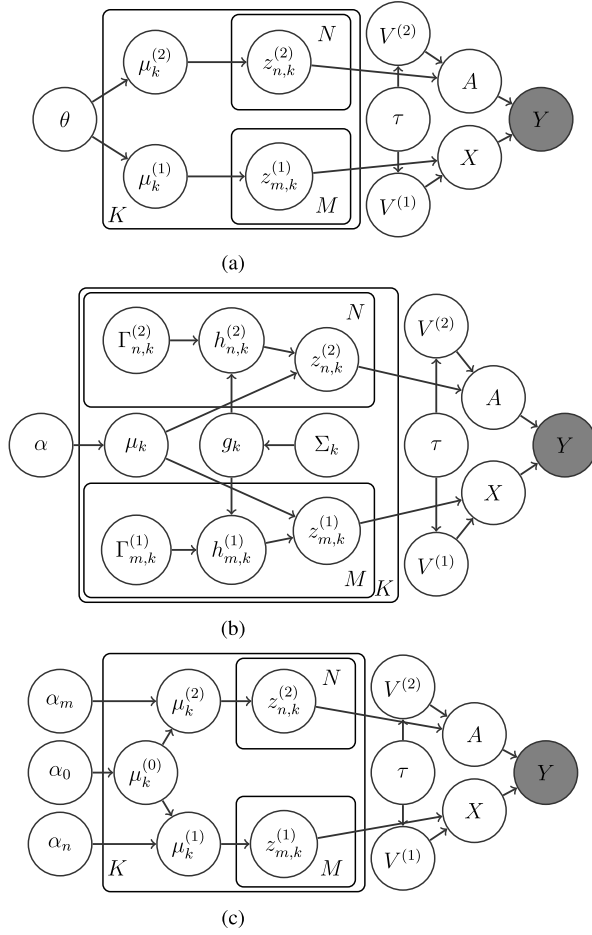 N
V^{(2)}
μ_k^{(2)} z_{n,k}^{(2)} A
θ τ Y
μ_k^{(1)} z_{m,k}^{(1)} X
K M V^{(1)}
(a)
N
Γ_{n,k}^{(2)} h_{n,k}^{(2)} z_{n,k}^{(2)} V^{(2)}
A
α μ_k g_k Σ_k τ Y
X
Γ_{m,k}^{(1)} h_{m,k}^{(1)} z_{m,k}^{(1)} V^{(1)}
M K
(b)
α_m μ_k^{(2)} z_{n,k}^{(2)} N V^{(2)}
A
α_0 μ_k^{(0)} τ Y
X
α_n K μ_k^{(1)} z_{m,k}^{(1)} M V^{(1)}
(c)